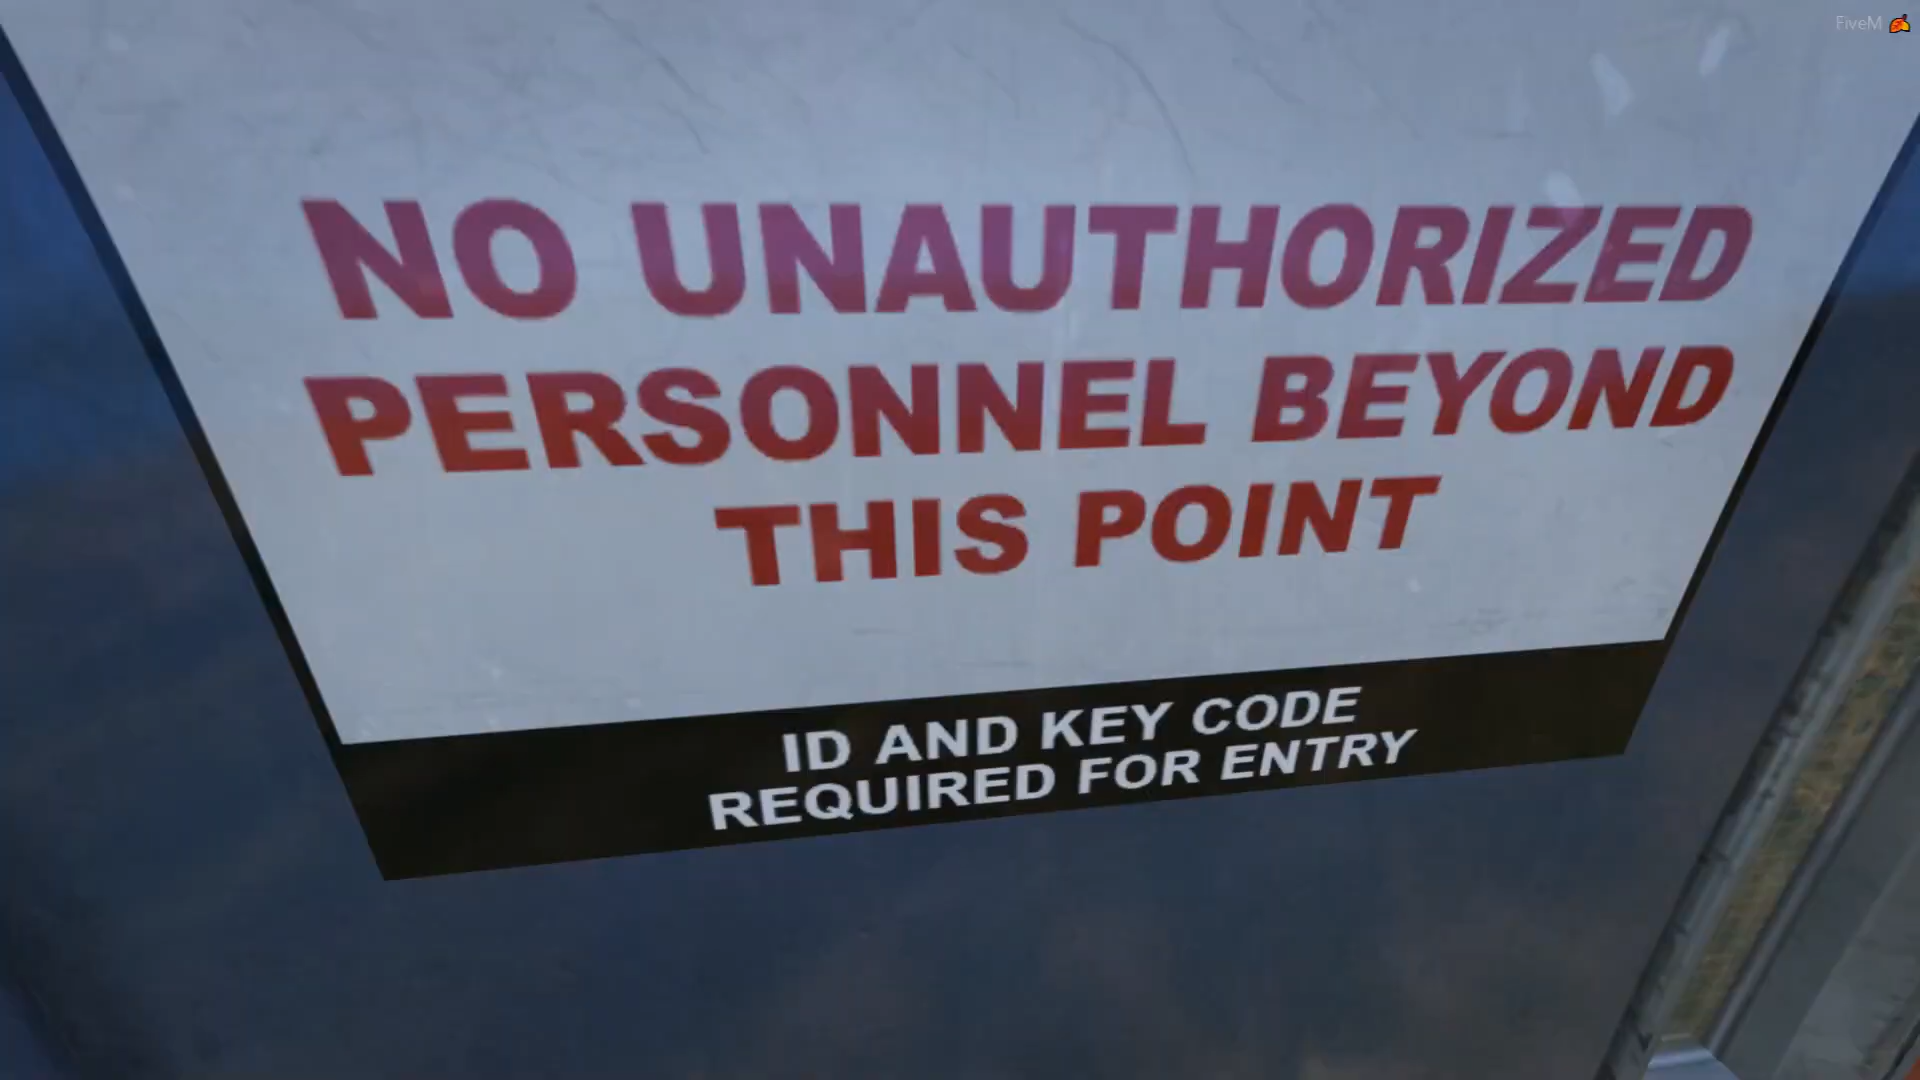 FiveM
NO UNAUTHORIZED
PERSONNEL BEYOND
THIS POINT
ID AND KEY CODE
REQUIRED FOR ENTRY